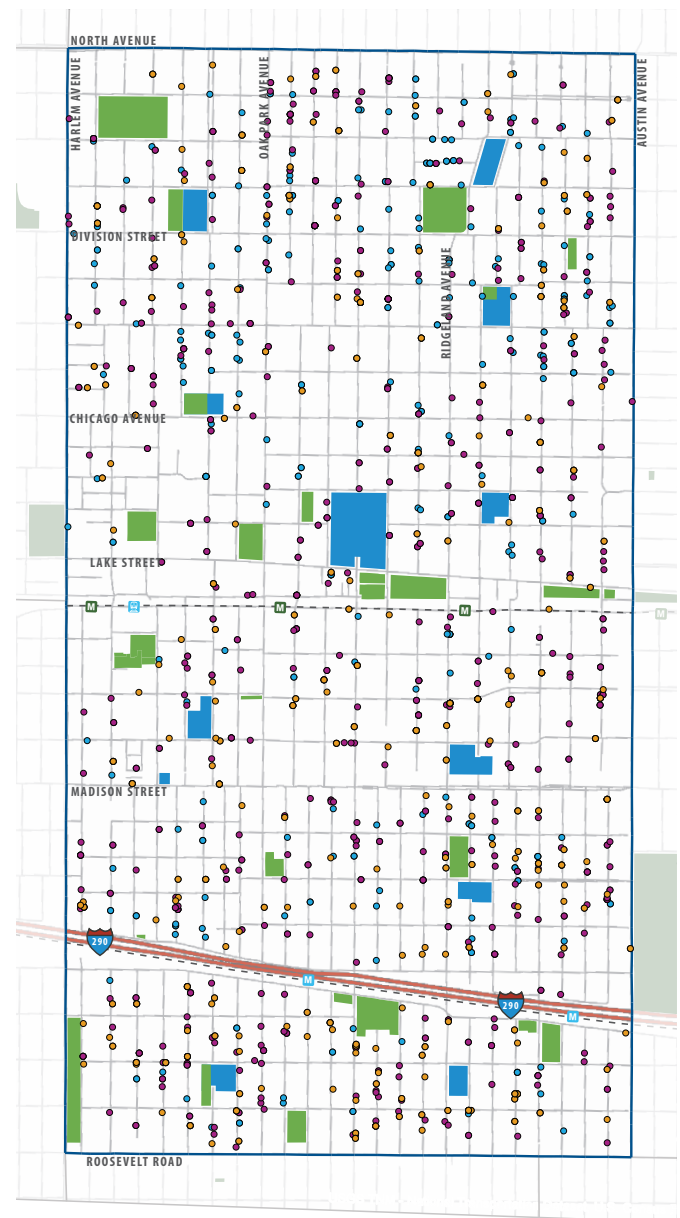 NORTH AVENUE
HARLEM AVENUE
OAK PARK AVENUE
AUSTIN AVENUE
DIVISION STREET
RIDGELAND AVENUE
CHICAGO AVENUE
LAKE STREET
M
M
M
M
MADISON STREET
290
M
290
M
ROOSEVELT ROAD